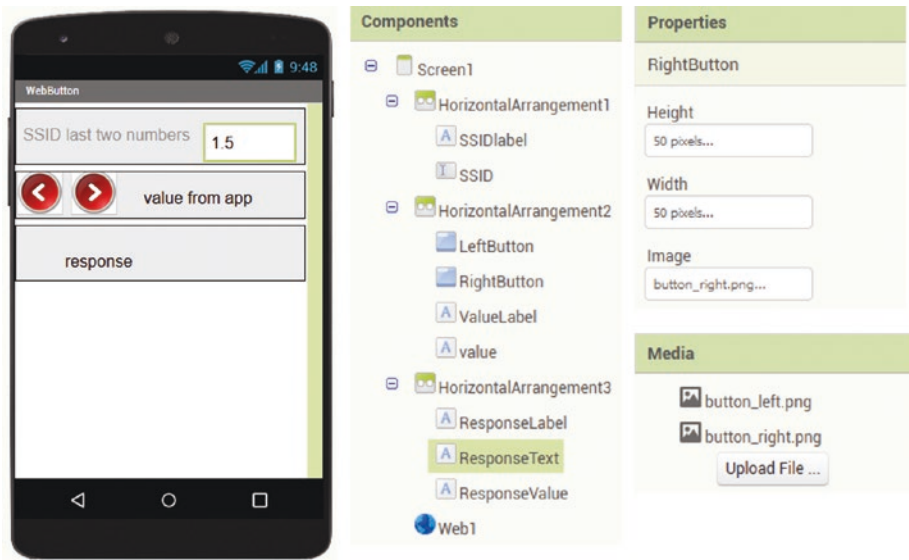 9:48
WebButton
SSID last two numbers
1.5
value from app
response
Components
Screen1
HorizontalArrangement1
SSIDlabel
SSID
HorizontalArrangement2
LeftButton
RightButton
ValueLabel
value
HorizontalArrangement3
ResponseLabel
ResponseText
ResponseValue
Web1
Properties
RightButton
Height
50 pixels...
Width
50 pixels...
Image
button_right.png...
Media
button_left.png
button_right.png
Upload File ...